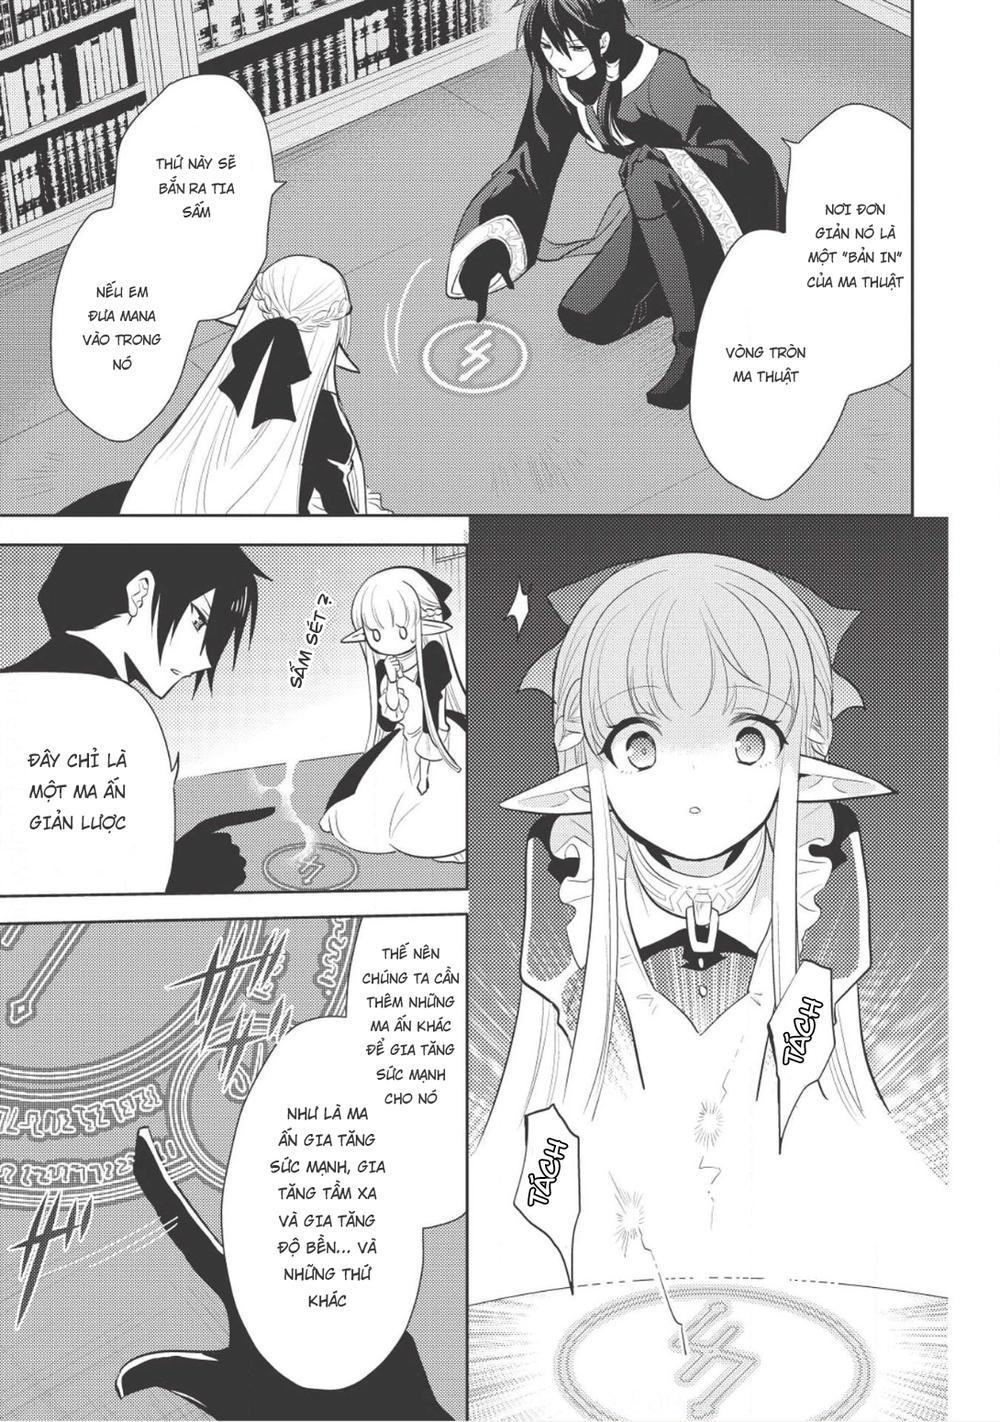 NƠI ĐƠN
GIẢN NÓ LÀ
MỘT "BẢN IN"
CỦA MA THUẬT
VÒNG TRÒN
MA THUẬT
THỨ NÀY SẼ
BẮN RA TIA
SẤM
NẾU EM
ĐƯA MANA
VÀO TRONG
NÓ
TÁCH
TÁCH
SẤM SÉT?
ĐÂY CHỈ LÀ
MỘT MA ẤN
GIẢN LƯỢC
THẾ NÊN
CHÚNG TA CẦN
THÊM NHỮNG
MA ẤN KHÁC
ĐỂ GIA TĂNG
SỨC MẠNH
CHO NÓ
NHƯ LÀ MA
ẤN GIA TĂNG
SỨC MẠNH, GIA
TĂNG TẦM XA
VÀ GIA TĂNG
ĐỘ BỀN... VÀ
NHỮNG THỨ
KHÁC